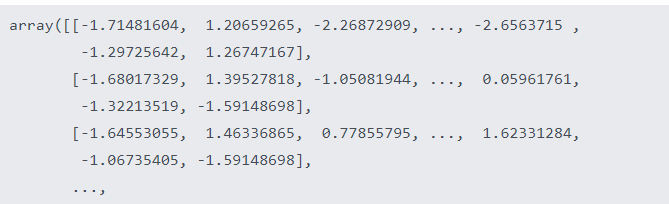 array([[-1.71481604,  1.20659265, -2.26872909, ..., -2.6563715 ,
        -1.29725642,  1.26747167],
       [-1.68017329,  1.39527818, -1.05081944, ...,  0.05961761,
        -1.32213519, -1.59148698],
       [-1.64553055,  1.46336865,  0.77855795, ...,  1.62331284,
        -1.06735405, -1.59148698],
       ...,